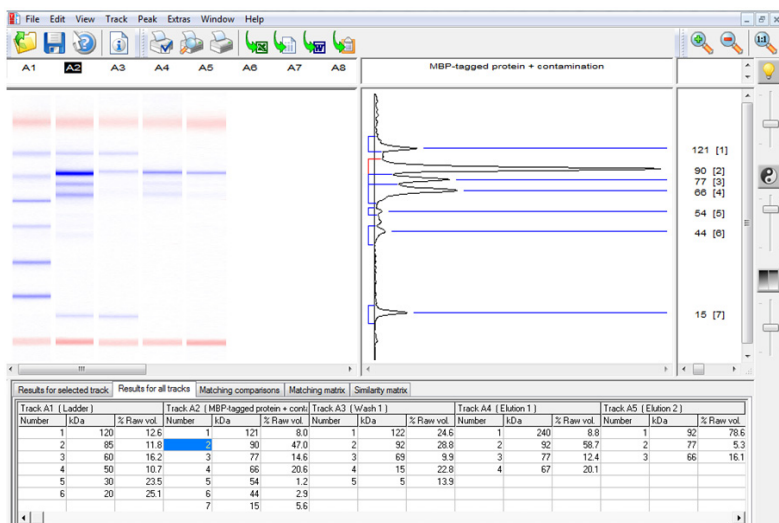 File Edit View Track Peak Extras Window Help
1:1
A1 A2 A3 A4 A5 A6 A7 A8 MBP-tagged protein + contamination
121 [1]
90 [2]
77 [3]
66 [4]
54 [5]
44 [6]
15 [7]
Results for selected track Results for all tracks Matching comparisons Matching matrix Similarity matrix
Track A1 (Ladder) Track A2 (MBP-tagged protein + conta Track A3 (Wash 1) Track A4 (Elution 1) Track A5 (Elution 2)
Number kDa % Raw vol. Number kDa % Raw vol. Number kDa % Raw vol. Number kDa % Raw vol. Number kDa % Raw vol.
1 120 12.6 1 121 8.0 1 122 24.6 1 240 8.8 1 92 78.6
2 85 11.8 2 90 47.0 2 92 28.8 2 92 58.7 2 77 5.3
3 60 16.2 3 77 14.6 3 69 9.9 3 77 12.4 3 66 16.1
4 50 10.7 4 66 20.6 4 15 22.8 4 67 20.1
5 30 23.5 5 54 1.2 5 5 13.9
6 20 25.1 6 44 2.9
7 15 5.6